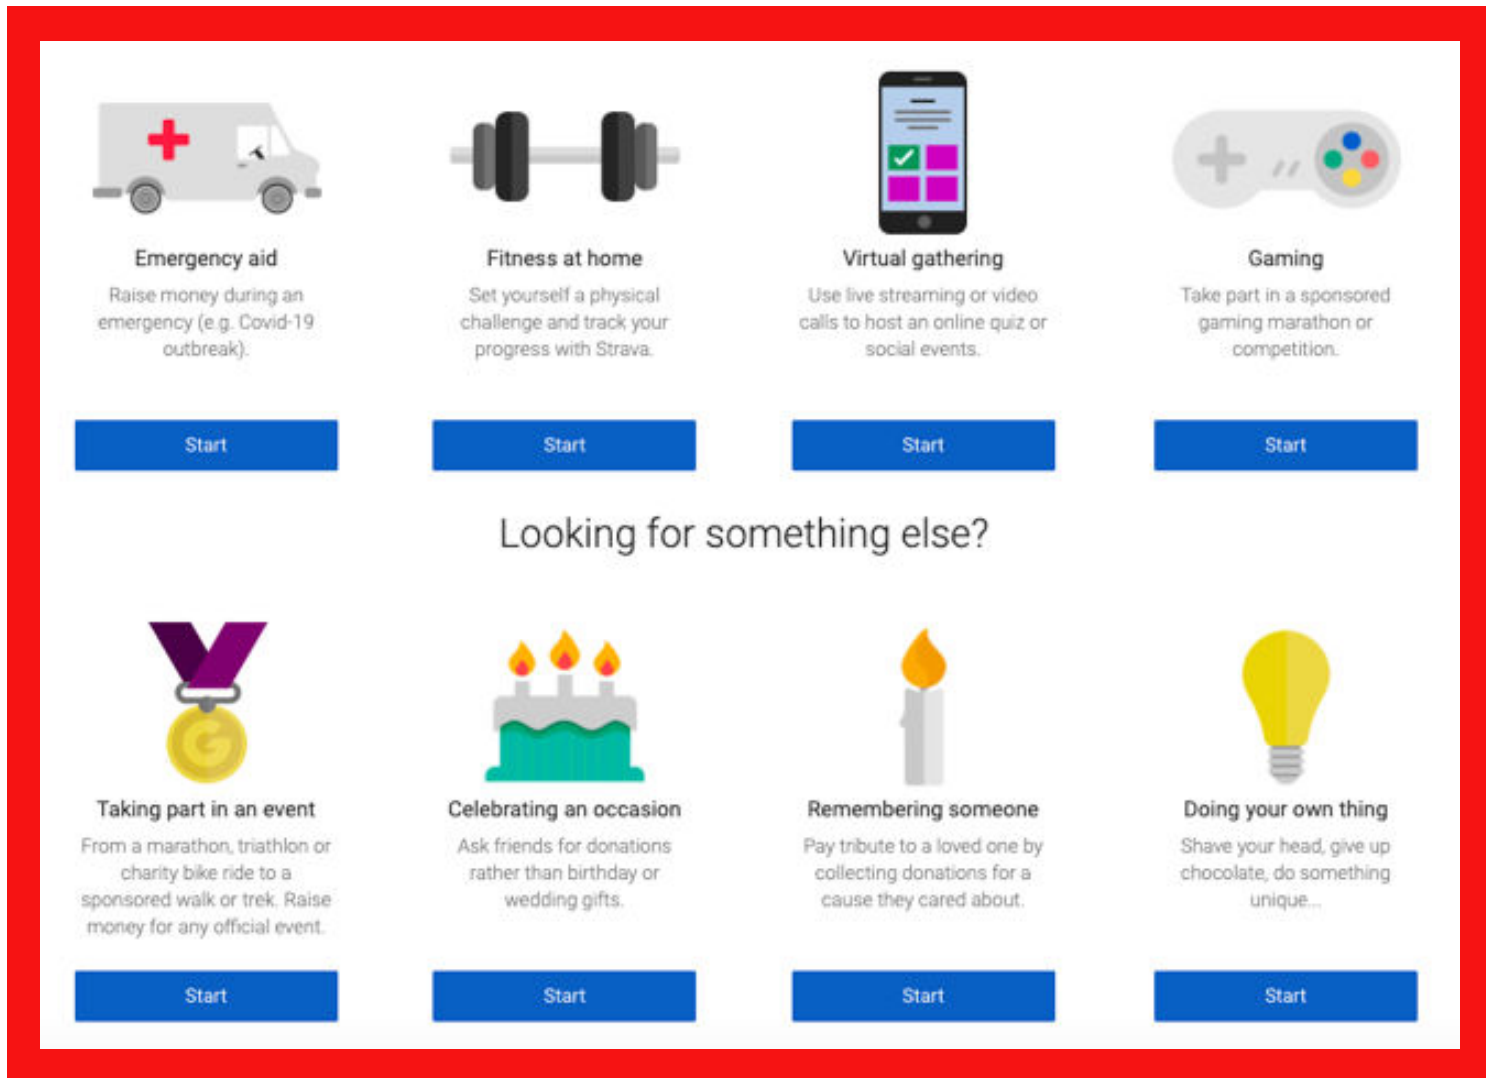 Emergency aid
Raise money during an
emergency (e.g. Covid-19
outbreak).
Start
Fitness at home
Set yourself a physical
challenge and track your
progress with Strava.
Start
Virtual gathering
Use live streaming or video
calls to host an online quiz or
social events.
Start
Gaming
Take part in a sponsored
gaming marathon or
competition.
Start
Looking for something else?
G
Taking part in an event
From a marathon, triathlon or
charity bike ride to a
sponsored walk or trek. Raise
money for any official event.
Start
Celebrating an occasion
Ask friends for donations
rather than birthday or
wedding gifts.
Start
Remembering someone
Pay tribute to a loved one by
collecting donations for a
cause they cared about.
Start
Doing your own thing
Shave your head, give up
chocolate, do something
unique...
Start